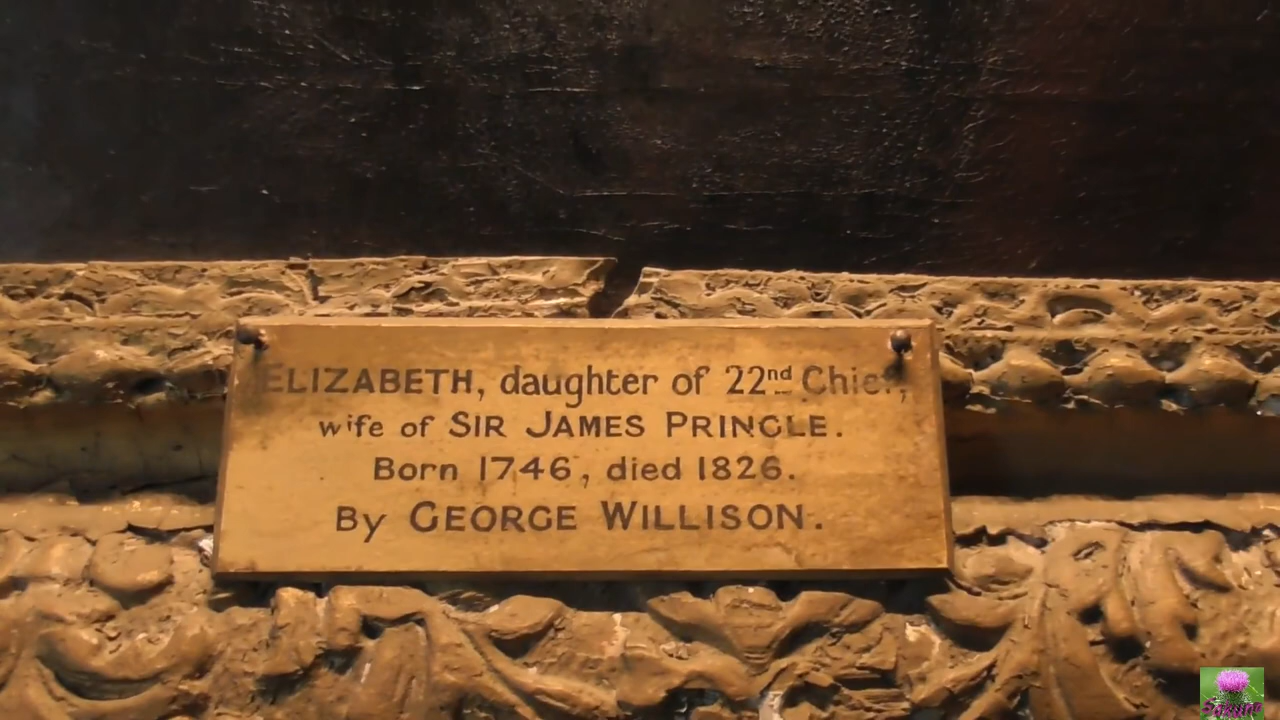 ELIZABETH, daughter of 22nd Chief,
wife of SIR JAMES PRINGLE.
Born 1746, died 1826.
By GEORGE WILLISON.